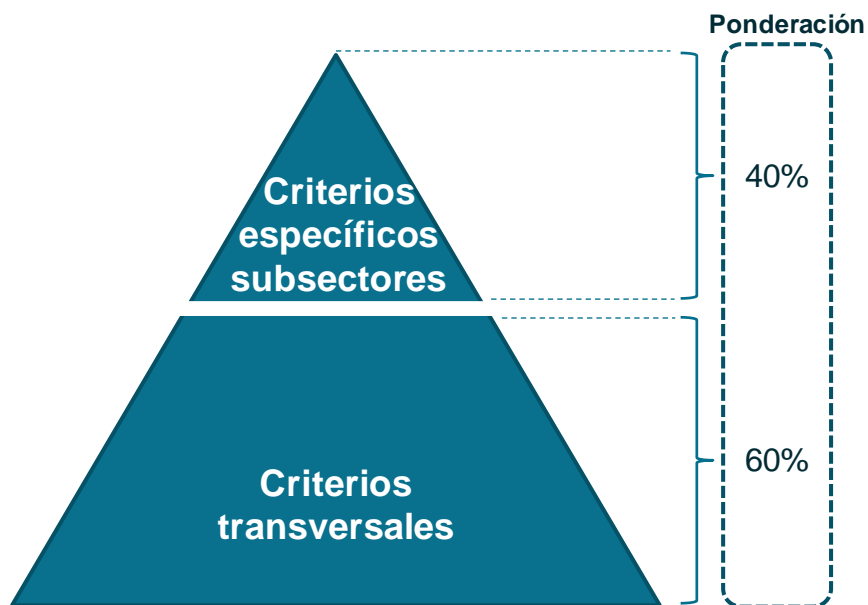 Ponderación
Criterios
específicos
subsectores
40%
Criterios
transversales
60%